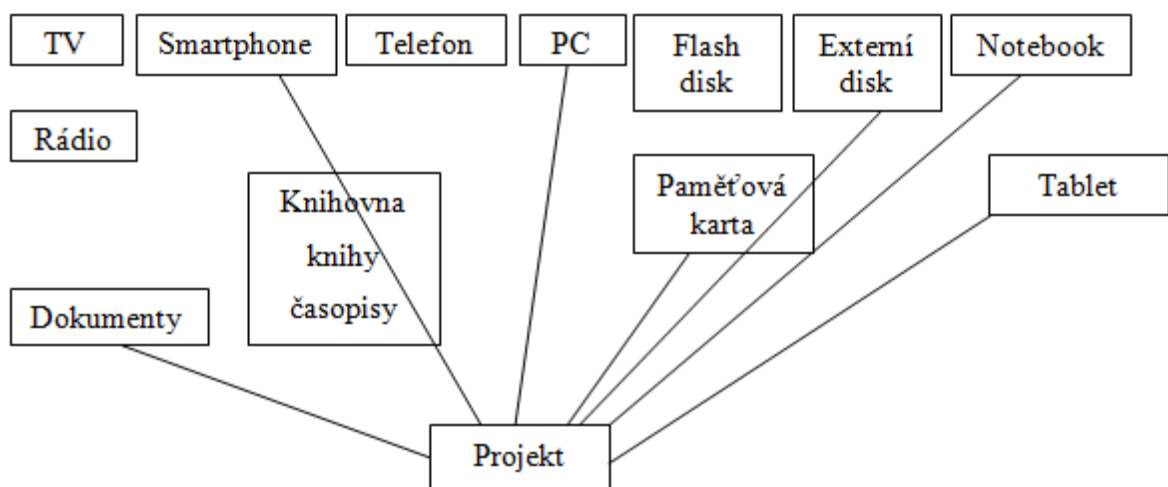 TV
Smartphone
Telefon
PC
Flash
disk
Externí
disk
Notebook
Rádio
Knihovna
knihy
časopisy
Paměťová
karta
Tablet
Dokumenty
Projekt